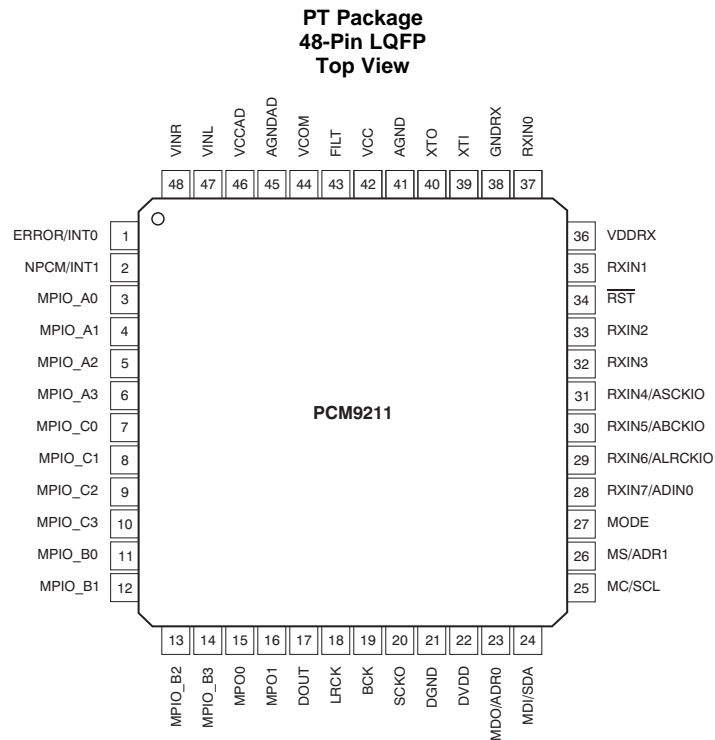 PT Package
48-Pin LQFP
Top View
VINR
VINL
VCCAD
AGNDAD
VCOM
FILT
VCC
AGND
XTO
XTI
GNDRX
RXIN0
48 47 46 45 44 43 42 41 40 39 38 37
ERROR/INT0 1
NPCM/INT1 2
MPIO_A0 3
MPIO_A1 4
MPIO_A2 5
MPIO_A3 6
MPIO_C0 7
MPIO_C1 8
MPIO_C2 9
MPIO_C3 10
MPIO_B0 11
MPIO_B1 12
PCM9211
36 VDDRX
35 RXIN1
34 RST
33 RXIN2
32 RXIN3
31 RXIN4/ASCKIO
30 RXIN5/ABCKIO
29 RXIN6/ALRCKIO
28 RXIN7/ADIN0
27 MODE
26 MS/ADR1
25 MC/SCL
13 14 15 16 17 18 19 20 21 22 23 24
MPIO_B2
MPIO_B3
MPO0
MPO1
DOUT
LRCK
BCK
SCKO
DGND
DVDD
MDO/ADR0
MDI/SDA